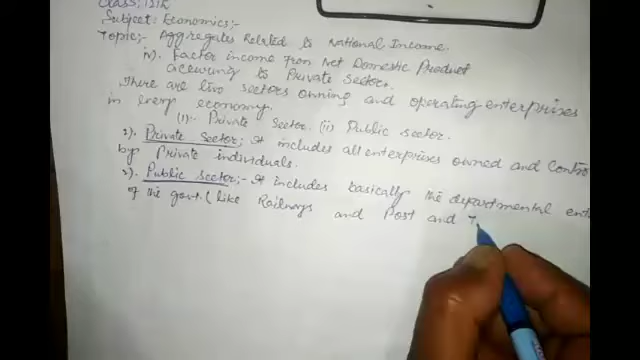 Class:- 12th
Subject: Economics;-
Topic;- Aggregates Related to National Income.
iv). Factor income from Net Domestic Product
accruing to Private Sector.
There are two sectors owning and operating enterprises
in every economy.
(i):- Private Sector. (ii) Public sector.
1). Private Sector; It includes all enterprises owned and Contro
by Private individuals.
2). Public Sector;- It includes basically the departmental ent
of the govt. (like Railways and Post and T